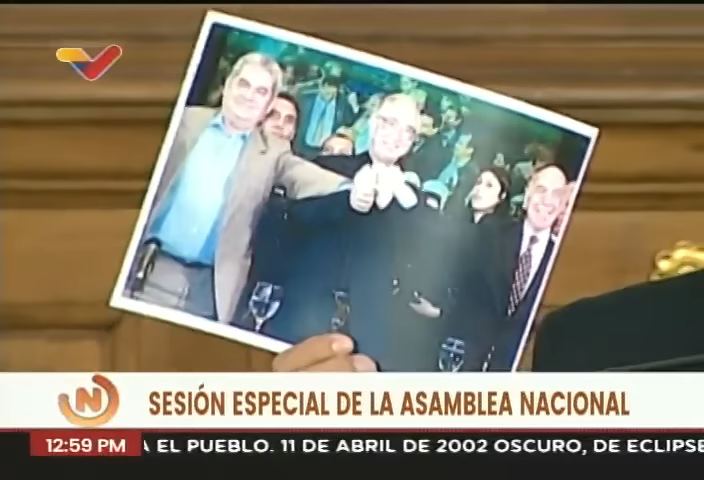 SESIÓN ESPECIAL DE LA ASAMBLEA NACIONAL
12:59 PM A EL PUEBLO. 11 DE ABRIL DE 2002 OSCURO, DE ECLIPSE